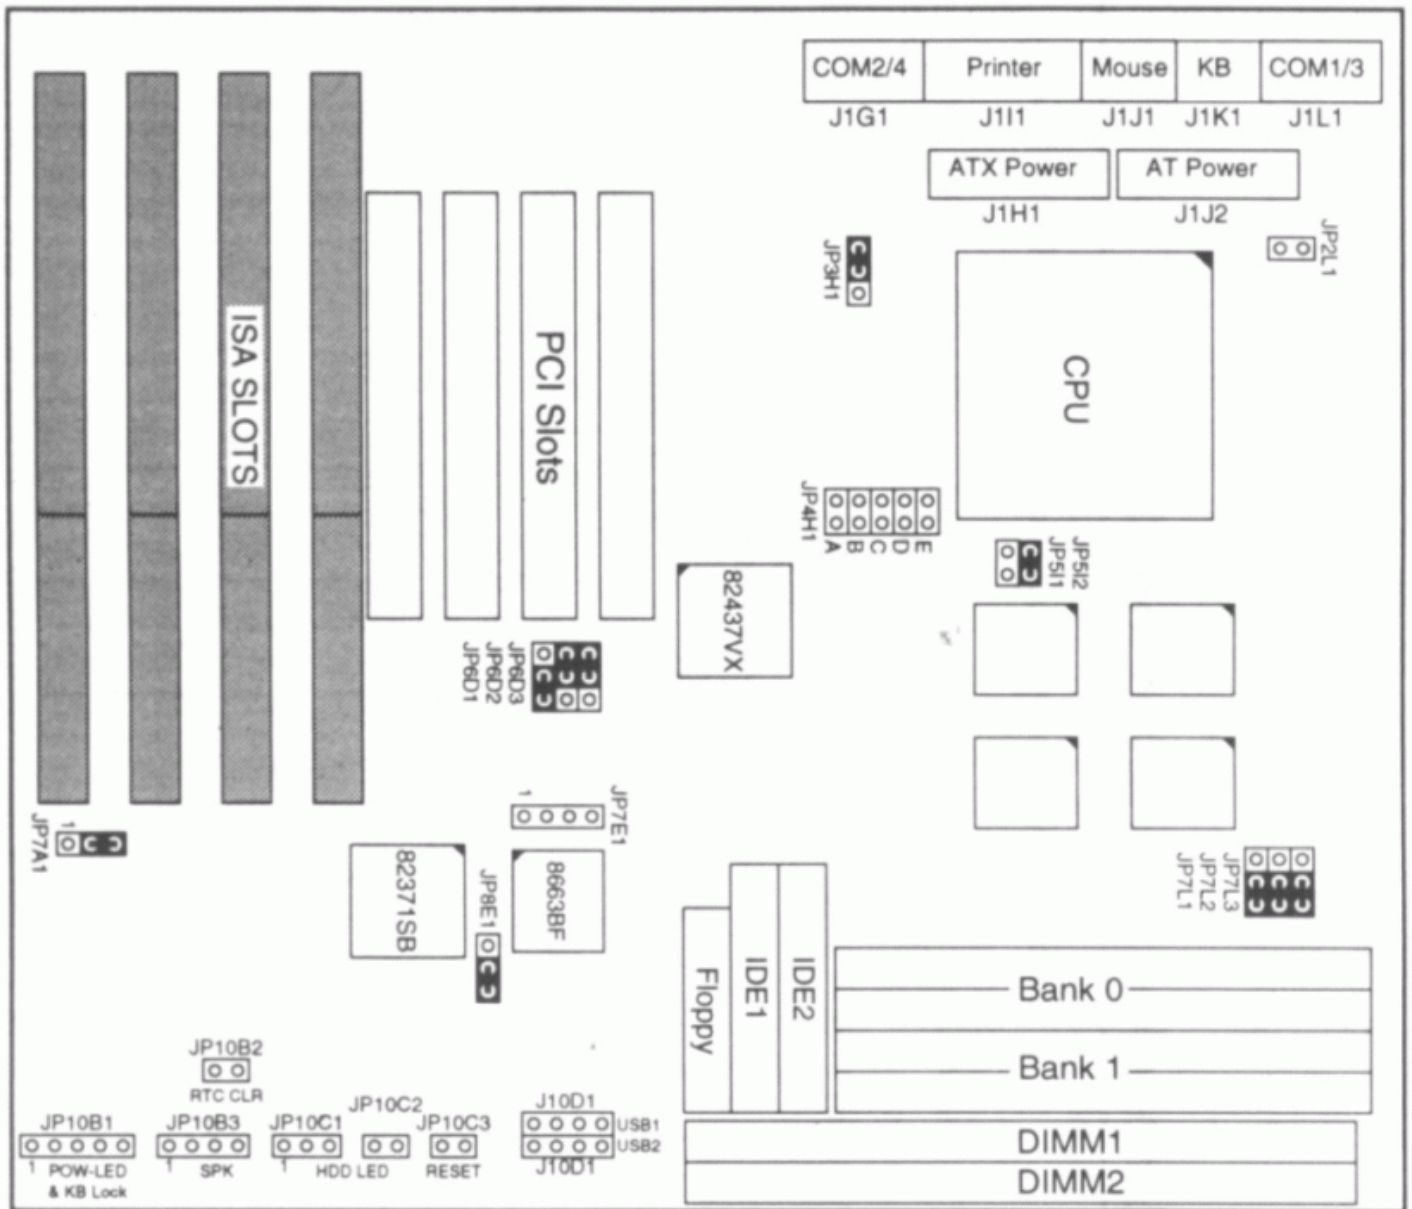 COM2/4 Printer Mouse KB COM1/3
J1G1 J1I1 J1J1 J1K1 J1L1
ATX Power AT Power
J1H1 J1J2
JP3H1
JP2L1
ISA SLOTS
PCI Slots
CPU
JP4H1
A B C D E
JP5I1
JP5I2
82437VX
JP6D1
JP6D2
JP6D3
1
JP7E1
1
JP7A1
82371SB
JP8E1
8663BF
JP7L1
JP7L2
JP7L3
Floppy
IDE1
IDE2
Bank 0
Bank 1
DIMM1
DIMM2
JP10B2
RTC CLR
JP10B1 JP10B3 JP10C1 JP10C2 JP10C3
1 POW-LED 1 SPK 1 HDD LED RESET
& KB Lock
J10D1
USB1
USB2
J10D1